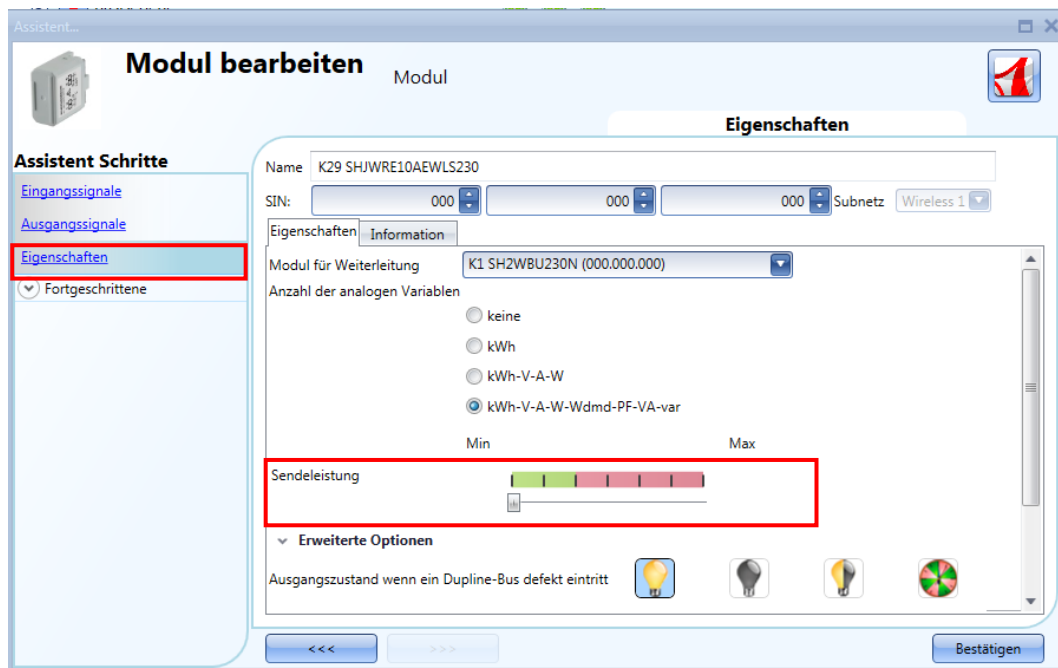 Assistent...
Modul bearbeiten
Modul
Eigenschaften
Assistent Schritte
Eingangssignale
Ausgangssignale
Eigenschaften
Fortgeschrittene
Name K29 SHJWRE10AEWLS230
SIN: 000 000 000 Subnetz Wireless 1
Eigenschaften Information
Modul für Weiterleitung K1 SH2WBU230N (000.000.000)
Anzahl der analogen Variablen
keine
kWh
kWh-V-A-W
kWh-V-A-W-Wdmd-PF-VA-var
Min Max
Sendeleistung
Erweiterte Optionen
Ausgangszustand wenn ein Dupline-Bus defekt eintritt
<<< >>> Bestätigen